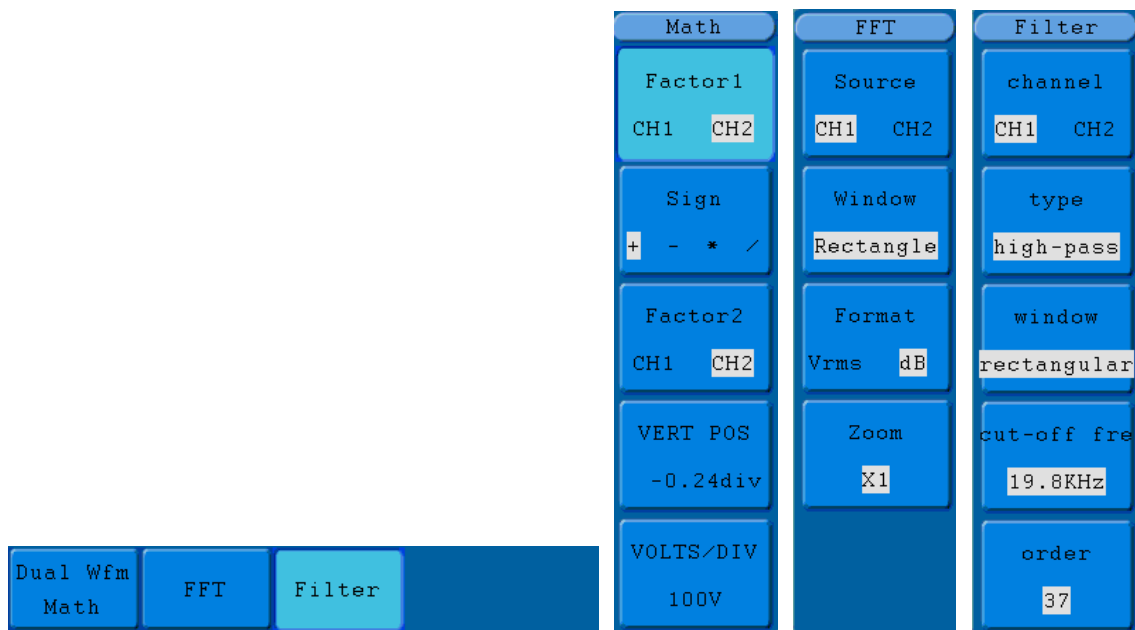 Dual Wfm
Math
FFT
Filter
Math
Factor1
CH1 CH2
Sign
+ - * /
Factor2
CH1 CH2
VERT POS
-0.24div
VOLTS/DIV
100V
FFT
Source
CH1 CH2
Window
Rectangle
Format
Vrms dB
Zoom
X1
Filter
channel
CH1 CH2
type
high-pass
window
rectangular
cut-off fre
19.8KHz
order
37